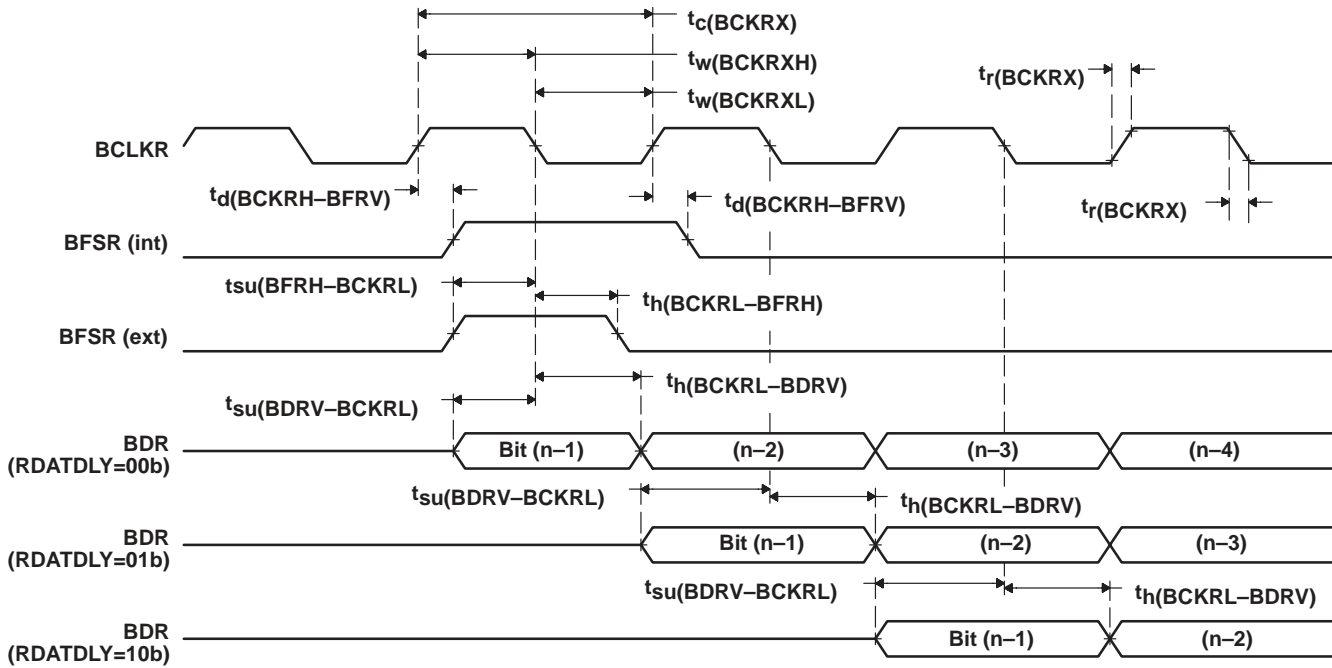 tc(BCKRX)
tw(BCKRXH)
tr(BCKRX)
tw(BCKRXL)
BCLKR
td(BCKRH–BFRV)
td(BCKRH–BFRV)
tr(BCKRX)
BFSR (int)
tsu(BFRH–BCKRL)
th(BCKRL–BFRH)
BFSR (ext)
th(BCKRL–BDRV)
tsu(BDRV–BCKRL)
BDR
(RDATDLY=00b)
Bit (n–1)
(n–2)
(n–3)
(n–4)
tsu(BDRV–BCKRL)
th(BCKRL–BDRV)
BDR
(RDATDLY=01b)
Bit (n–1)
(n–2)
(n–3)
tsu(BDRV–BCKRL)
th(BCKRL–BDRV)
BDR
(RDATDLY=10b)
Bit (n–1)
(n–2)